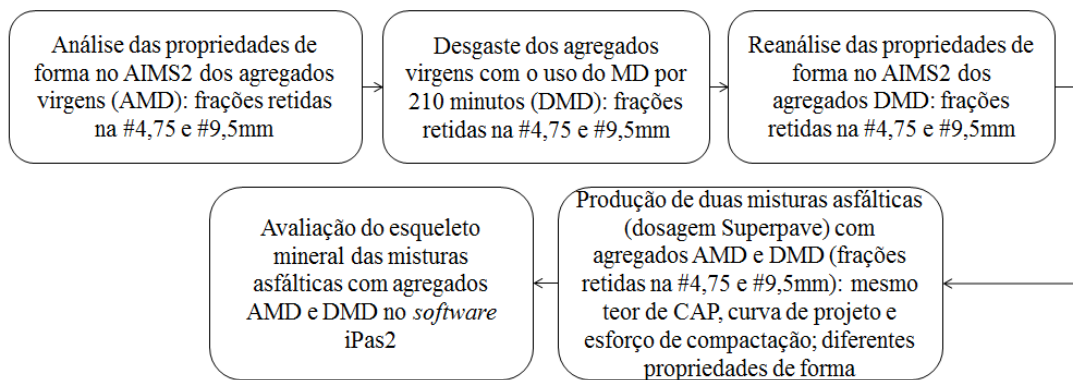 Análise das propriedades de
forma no AIMS2 dos agregados
virgens (AMD): frações retidas
na #4,75 e #9,5mm
Desgaste dos agregados
virgens com o uso do MD por
210 minutos (DMD): frações
retidas na #4,75 e #9,5mm
Reanálise das propriedades de
forma no AIMS2 dos
agregados DMD: frações
retidas na #4,75 e #9,5mm
Produção de duas misturas asfálticas
(dosagem Superpave) com
agregados AMD e DMD (frações
retidas na #4,75 e #9,5mm): mesmo
teor de CAP, curva de projeto e
esforço de compactação; diferentes
propriedades de forma
Avaliação do esqueleto
mineral das misturas
asfálticas com agregados
AMD e DMD no software
iPas2